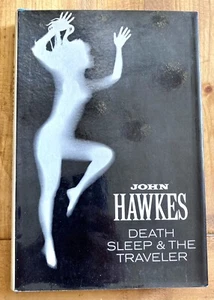 JOHN
HAWKES
DEATH
SLEEP & THE
TRAVELER